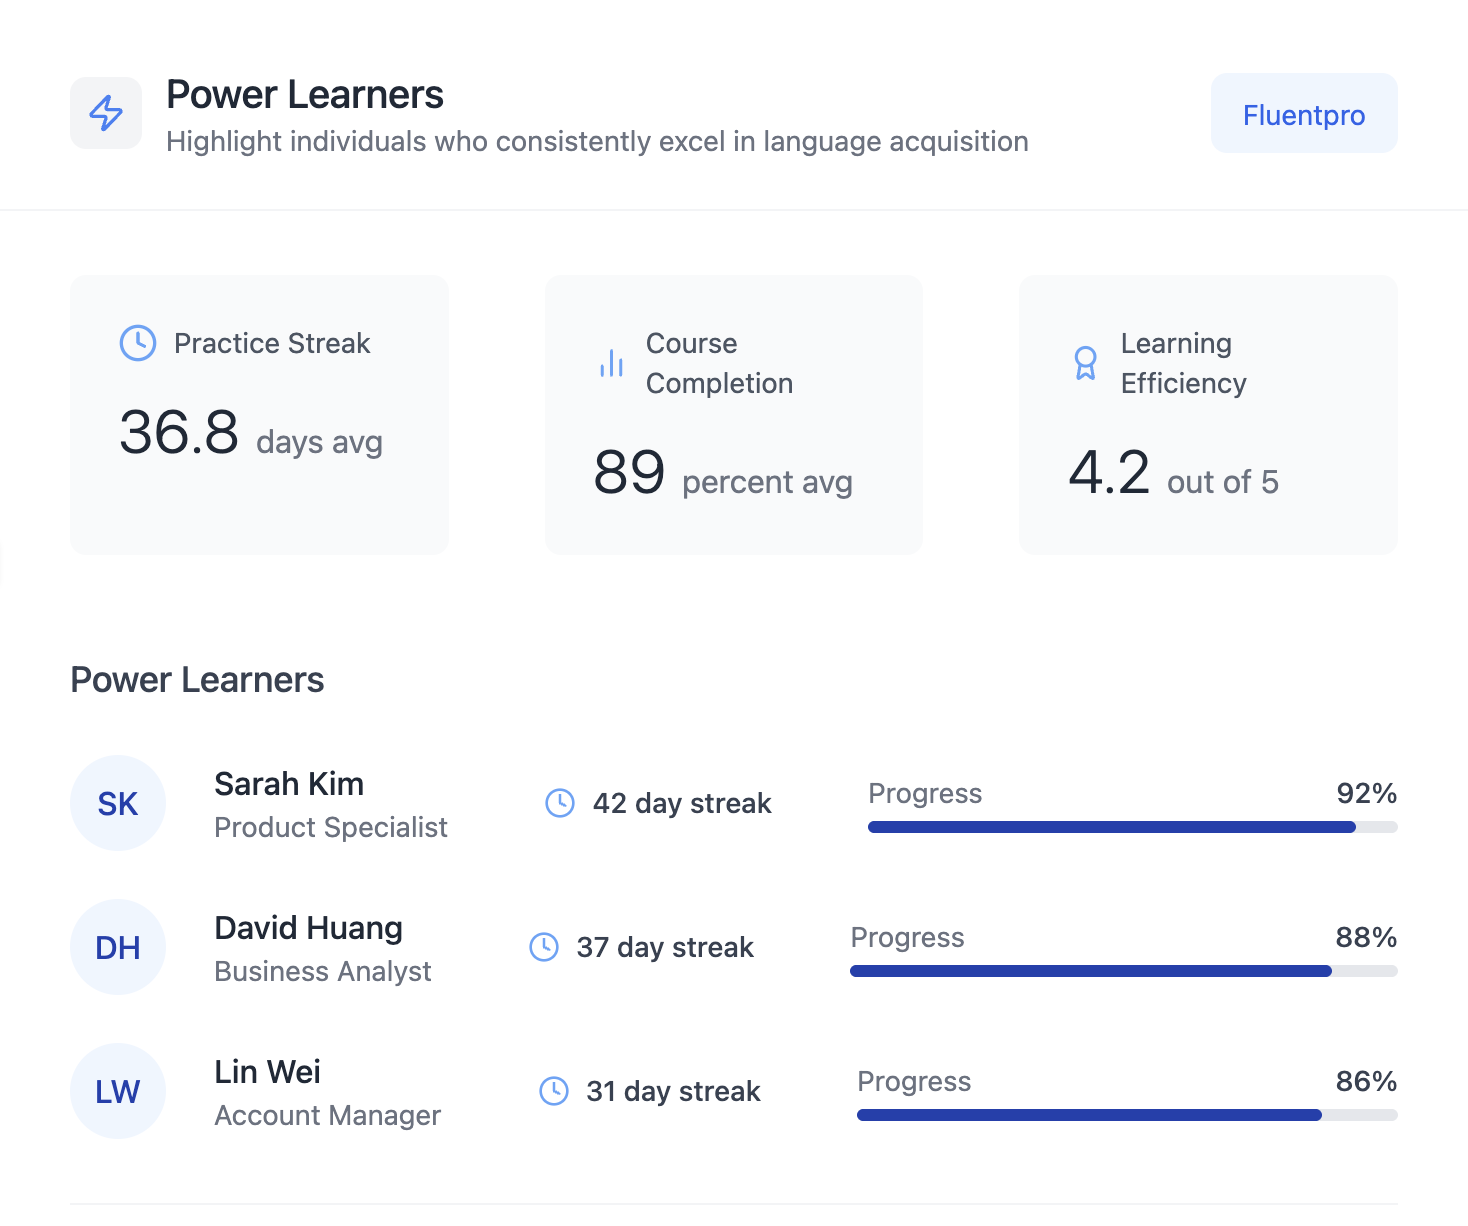 Power Learners
Highlight individuals who consistently excel in language acquisition
Fluentpro
Practice Streak
36.8 days avg
Course
Completion
89 percent avg
Learning
Efficiency
4.2 out of 5
Power Learners
SK
Sarah Kim
Product Specialist
42 day streak
Progress
92%
DH
David Huang
Business Analyst
37 day streak
Progress
88%
LW
Lin Wei
Account Manager
31 day streak
Progress
86%